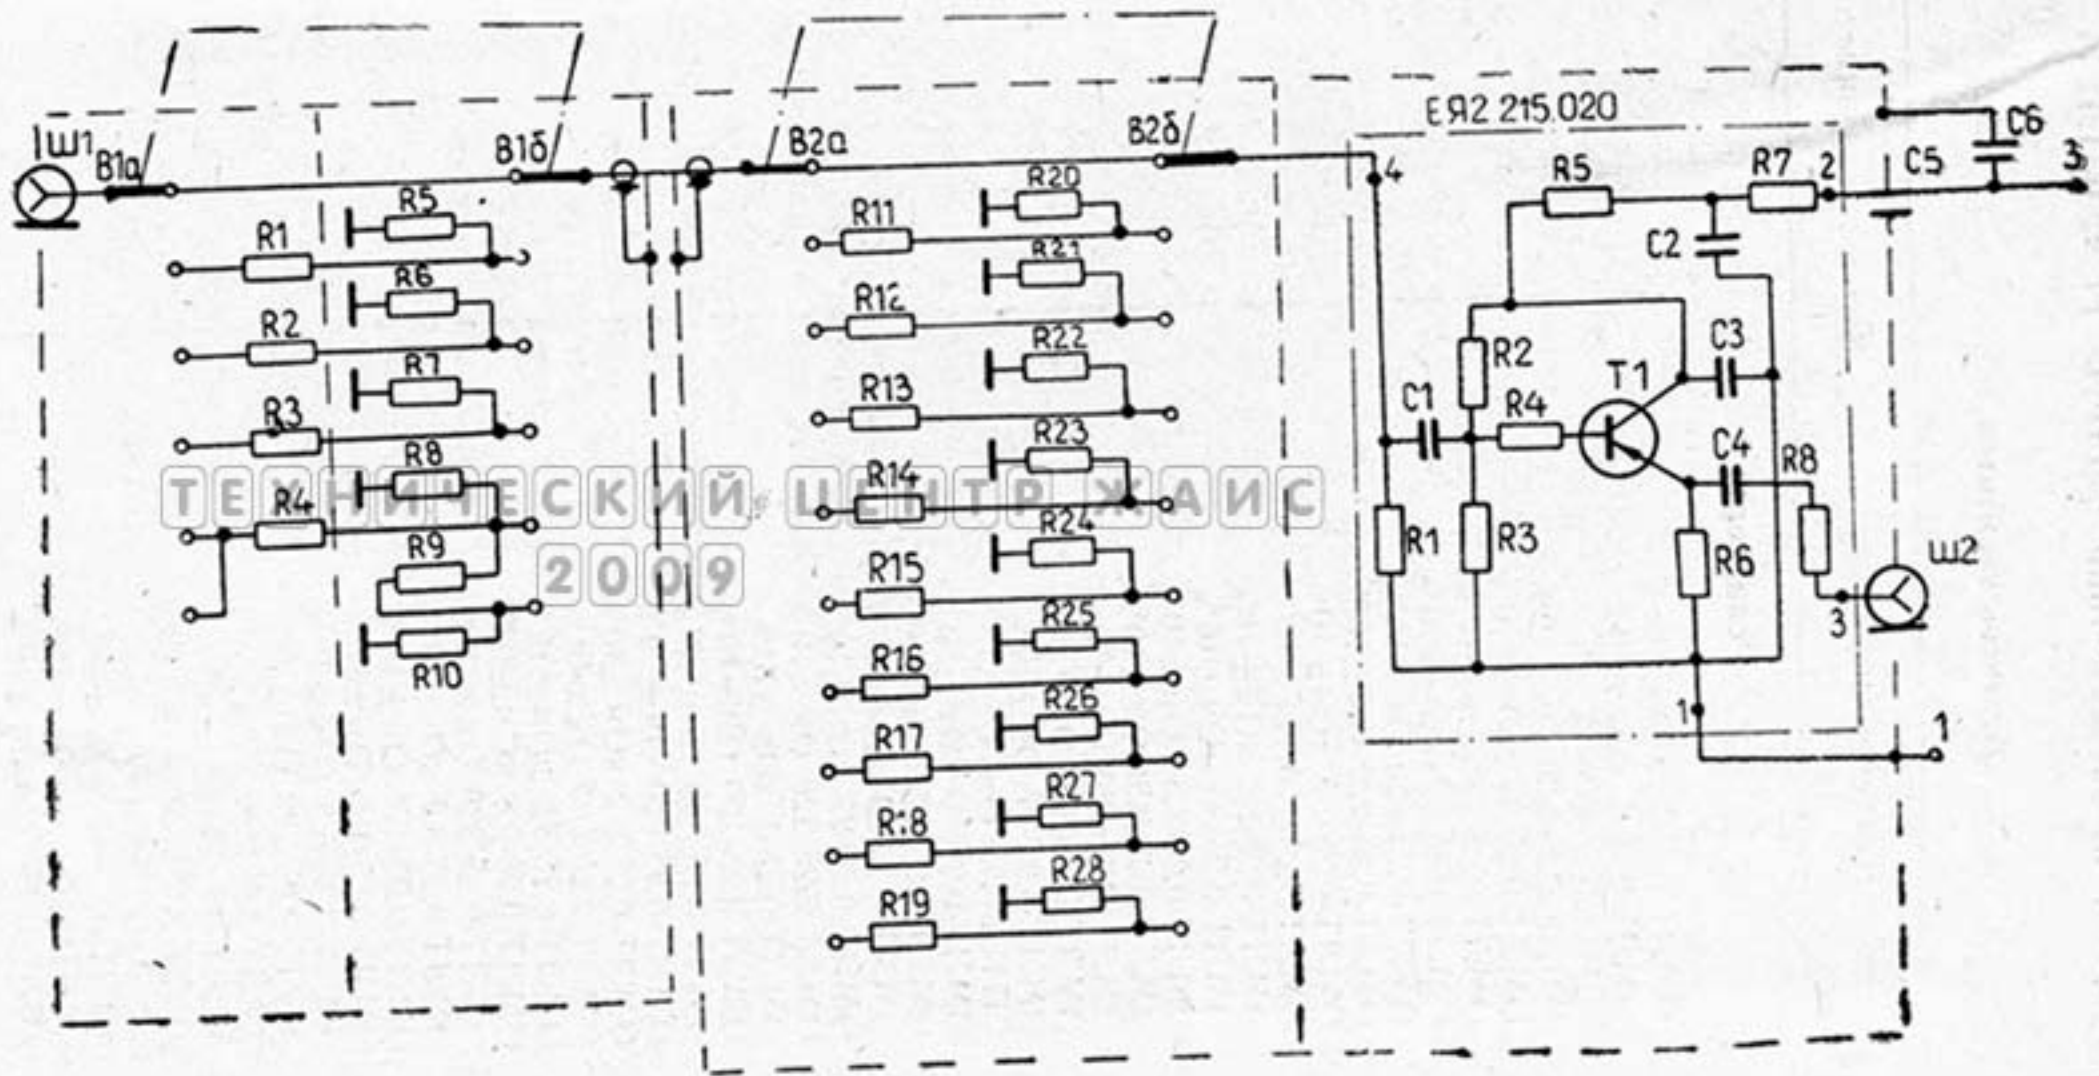 Ш1
В1а
В1б
В2а
В2б
ЕЯ2 215.020
C6
4
R5
R7
2
C5
3
R1
R5
R2
R6
R3
R7
R4
R8
R9
R10
R11
R20
R12
R21
R13
R22
R14
R23
R15
R24
R16
R25
R17
R26
R18
R27
R19
R28
C2
R2
C3
T1
C1
R4
C4
R8
R1
R3
R6
Ш2
3
1
1
ТЕХНИЧЕСКИЙ ЦЕНТР ЖАИС
2009